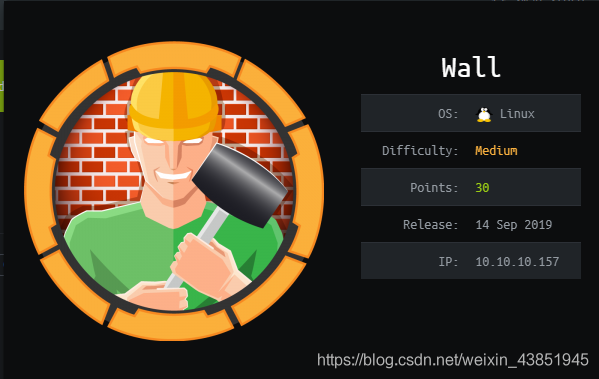 Wall
OS: Linux
Difficulty: Medium
Points: 30
Release: 14 Sep 2019
IP: 10.10.10.157
https://blog.csdn.net/weixin_43851945